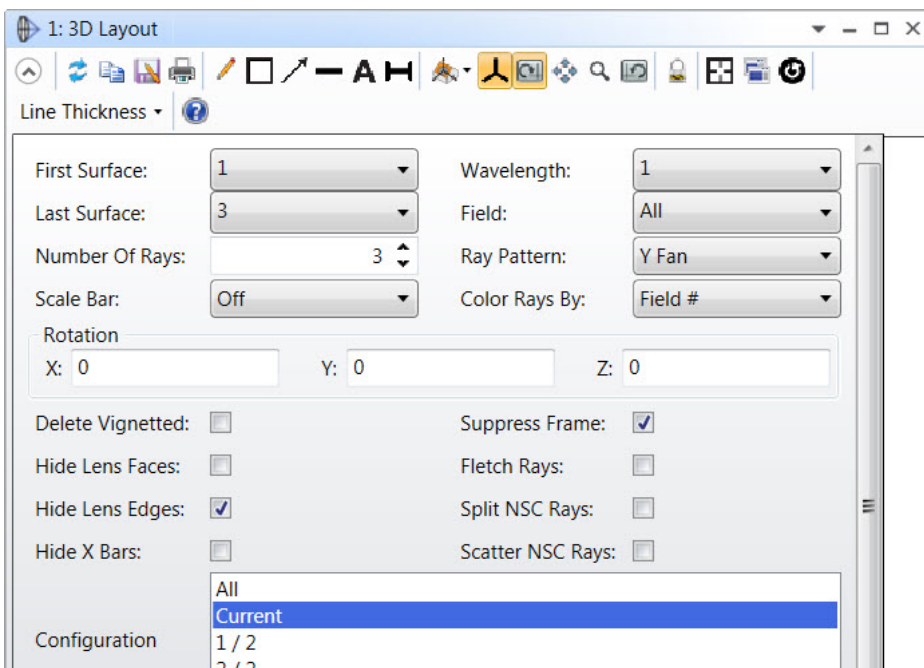 1: 3D Layout
Line Thickness
First Surface: 1 Wavelength: 1
Last Surface: 3 Field: All
Number Of Rays: 3 Ray Pattern: Y Fan
Scale Bar: Off Color Rays By: Field #
Rotation
X: 0 Y: 0 Z: 0
Delete Vignetted: Suppress Frame:
Hide Lens Faces: Fletch Rays:
Hide Lens Edges: Split NSC Rays:
Hide X Bars: Scatter NSC Rays:
All
Current
Configuration 1 / 2
2 / 2